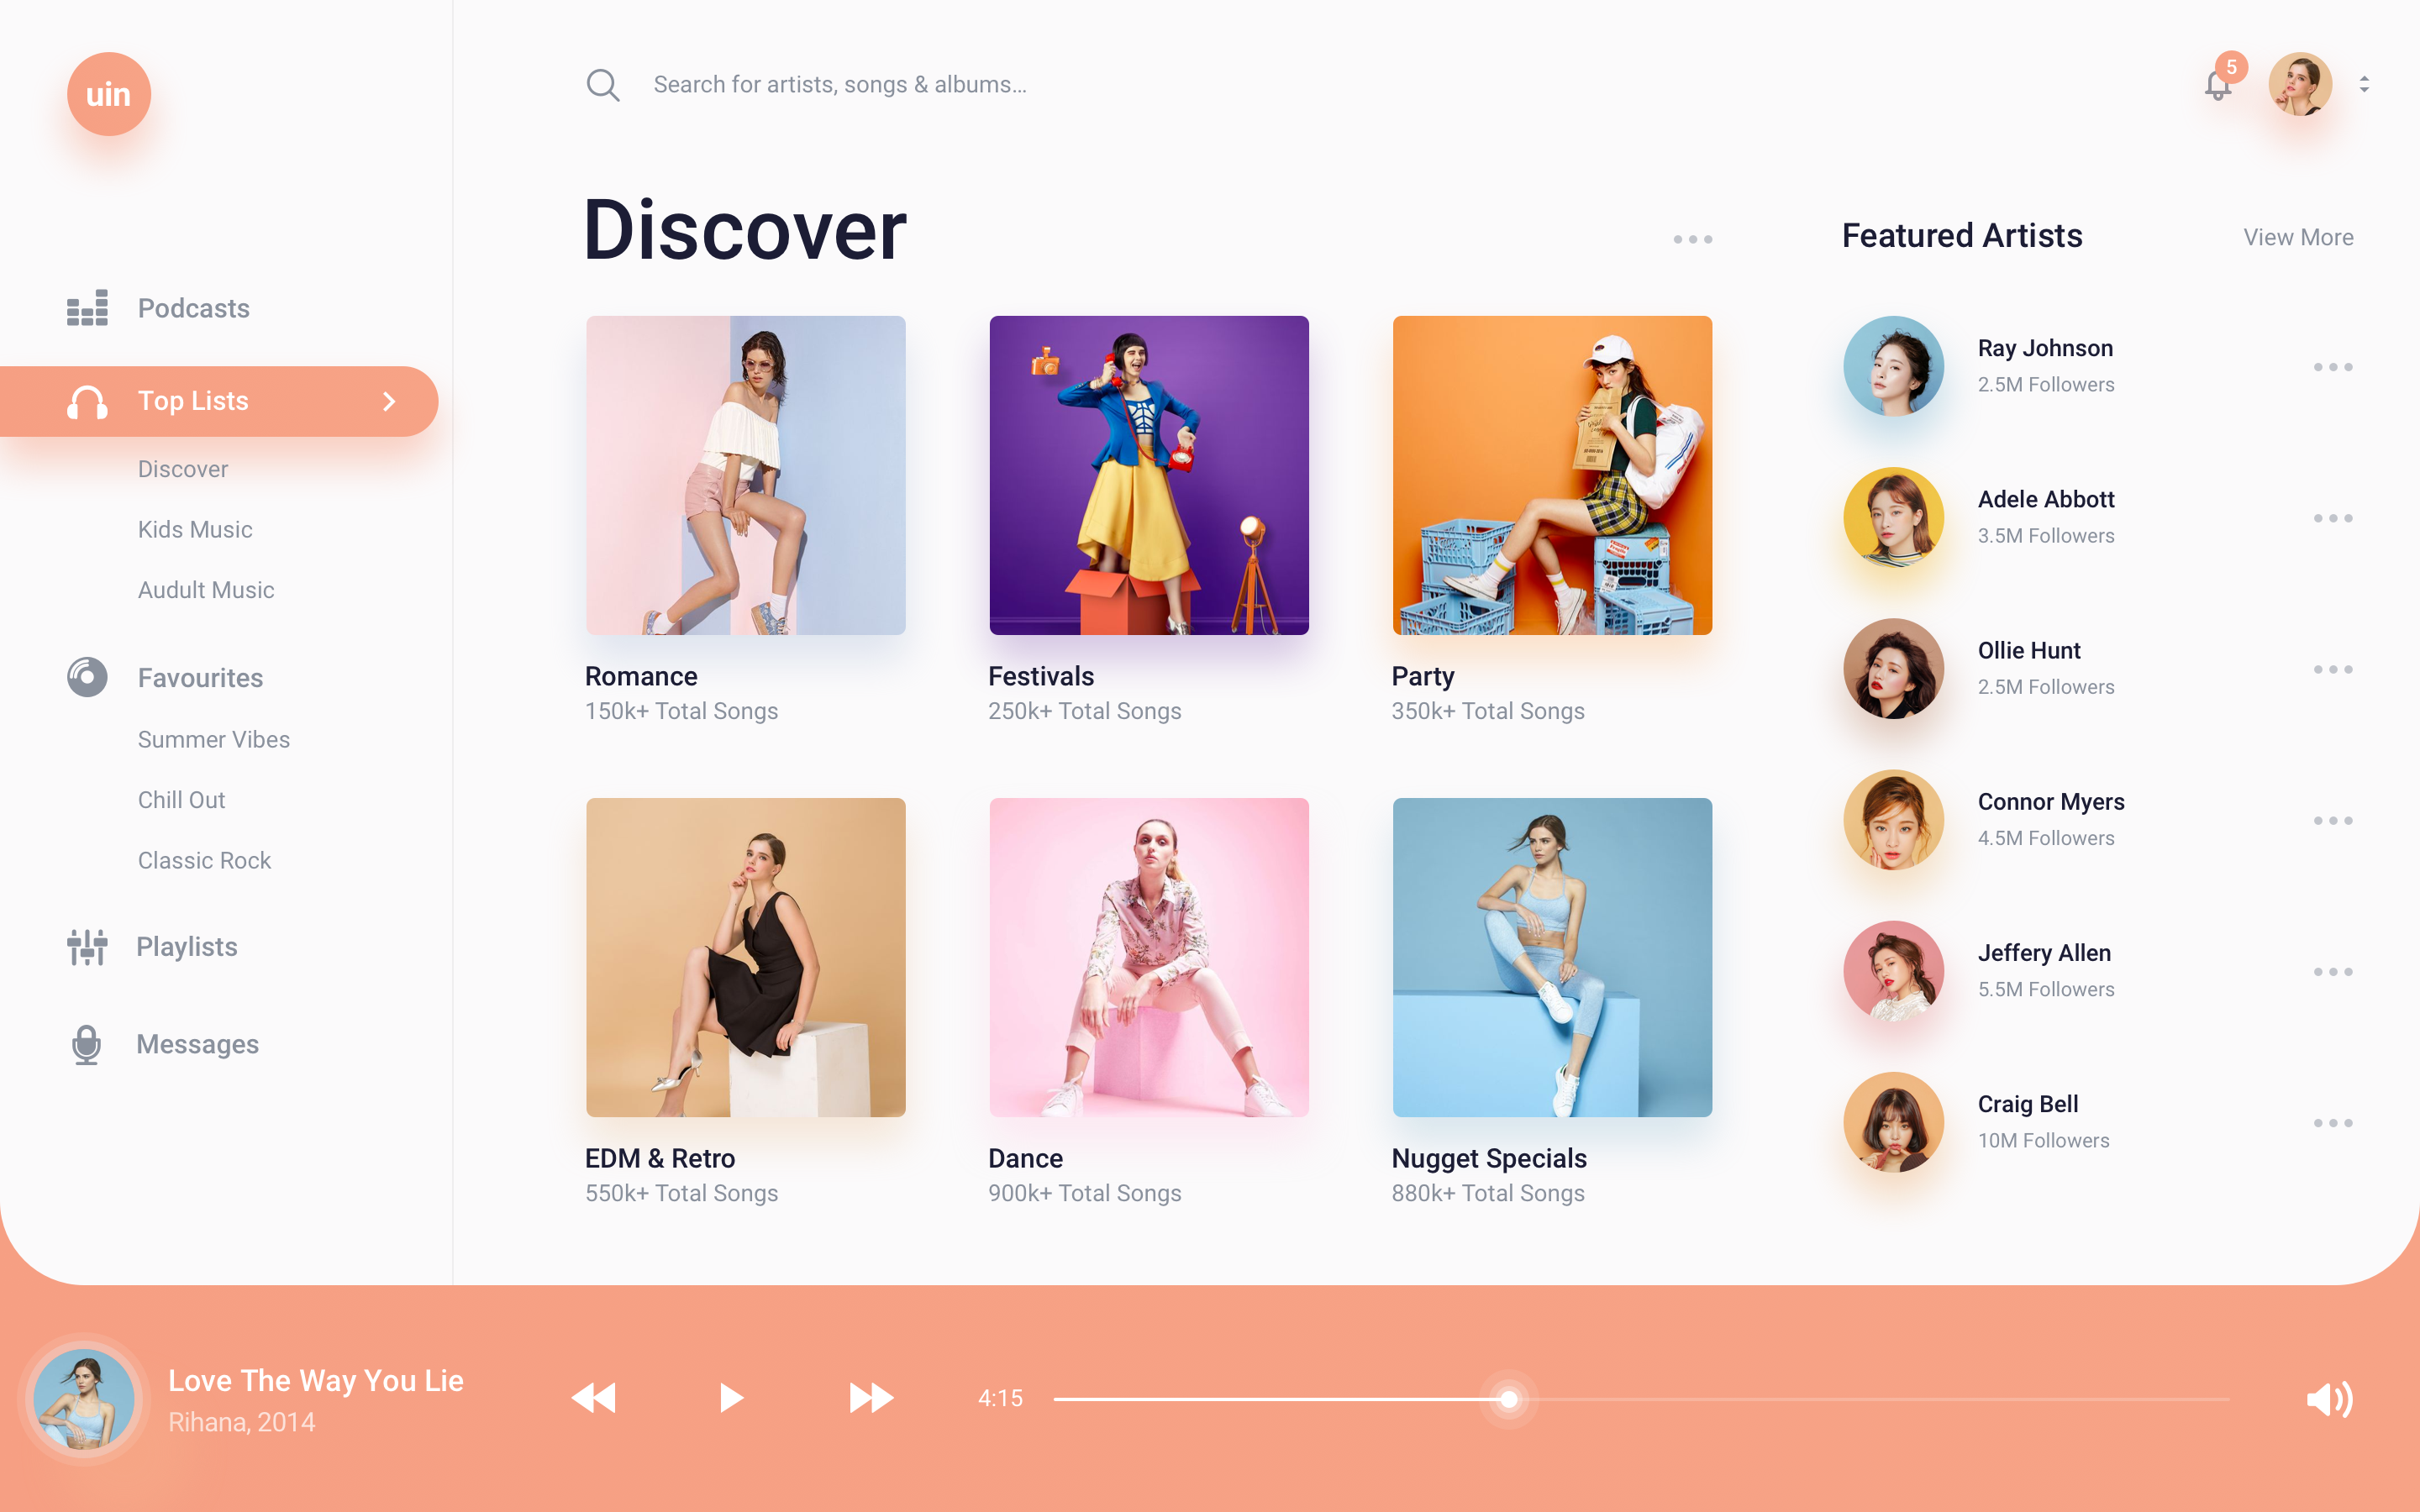 uin
Search for artists, songs & albums...
5
Podcasts
Top Lists
Discover
Kids Music
Audult Music
Favourites
Summer Vibes
Chill Out
Classic Rock
Playlists
Messages
Discover
Romance
150k+ Total Songs
Festivals
250k+ Total Songs
Party
350k+ Total Songs
EDM & Retro
550k+ Total Songs
Dance
900k+ Total Songs
Nugget Specials
880k+ Total Songs
Featured Artists
View More
Ray Johnson
2.5M Followers
Adele Abbott
3.5M Followers
Ollie Hunt
2.5M Followers
Connor Myers
4.5M Followers
Jeffery Allen
5.5M Followers
Craig Bell
10M Followers
Love The Way You Lie
Rihana, 2014
4:15